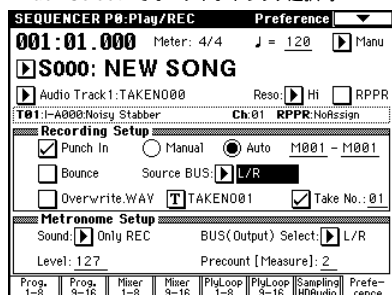 SEQUENCER P0:Play/REC Preference
001:01.000 Meter: 4/4 ♩ = 120 Manu
S000: NEW SONG
Audio Track1:TAKE0000 Reso: Hi RPPR
T01:I-A000:Noisy Stabber Ch:01 RPPR:NoAssign
Recording Setup
Punch In Manual Auto M001 - M001
Bounce Source BUS: L/R
Overwrite.WAV T TAKENO01 Take No.: 01
Metronome Setup
Sound: Only REC BUS(Output) Select: L/R
Level: 127 Precount [Measure]: 2
Prog. 1-8 Prog. 9-16 Mixer 1-8 Mixer 9-16 PlyLoop 1-8 PlyLoop 9-16 Sampling HDAudio Prefe- rence